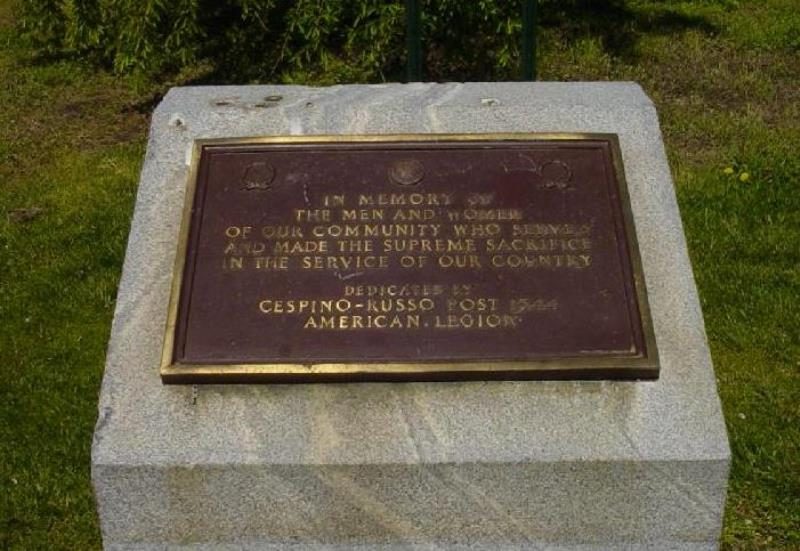 IN MEMORY OF
THE MEN AND WOMEN
OF OUR COMMUNITY WHO SERVED
AND MADE THE SUPREME SACRIFICE
IN THE SERVICE OF OUR COUNTRY
DEDICATED BY
CESPINO-RUSSO POST 1544
AMERICAN LEGION